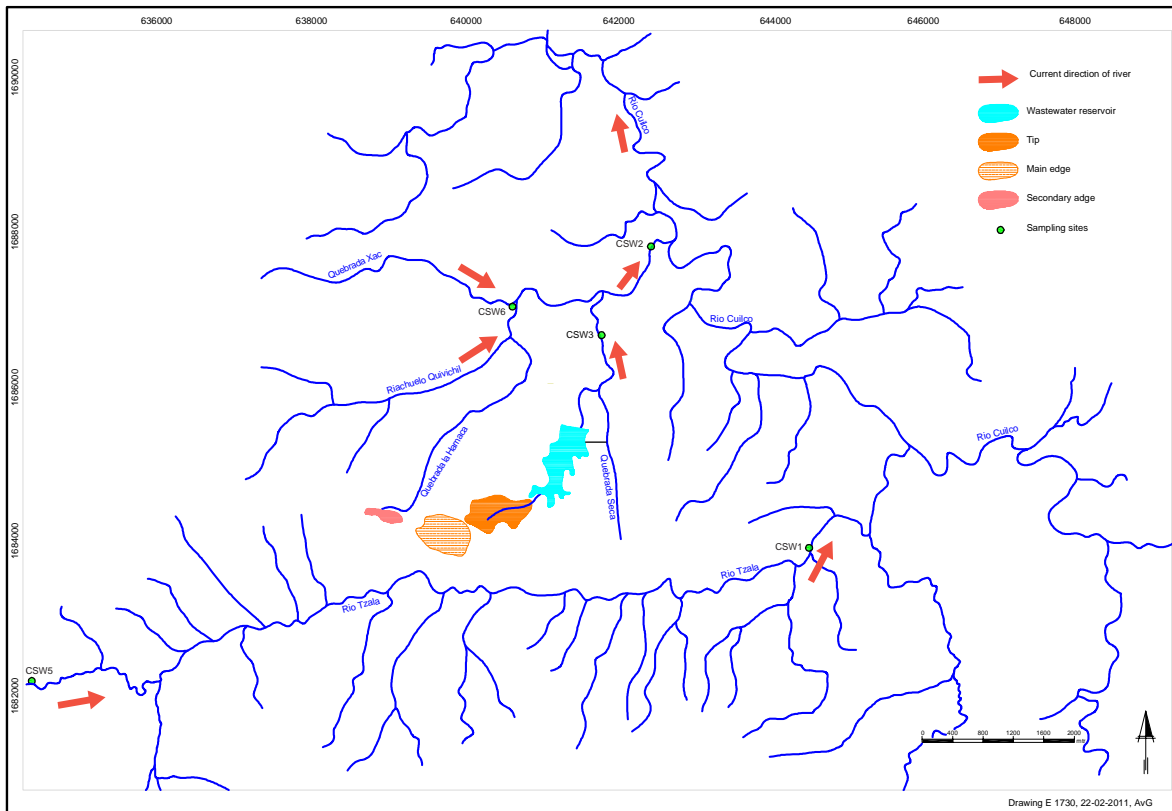 636000
638000
640000
642000
644000
646000
648000
1690000
1688000
1686000
1684000
1682000
Current direction of river
Wastewater reservoir
Tip
Main edge
Secondary adge
Sampling sites
Rio Cuilco
CSW2
Quebrada Xac
CSW6
CSW3
Rio Cuilco
Riachuelo Quivichil
Quebrada la Hamaca
Rio Cuilco
Quebrada Seca
CSW1
Rio Tzala
Rio Tzala
CSW5
0 400 800 1200 1600 2000
mtr
Drawing E 1730, 22-02-2011, AvG